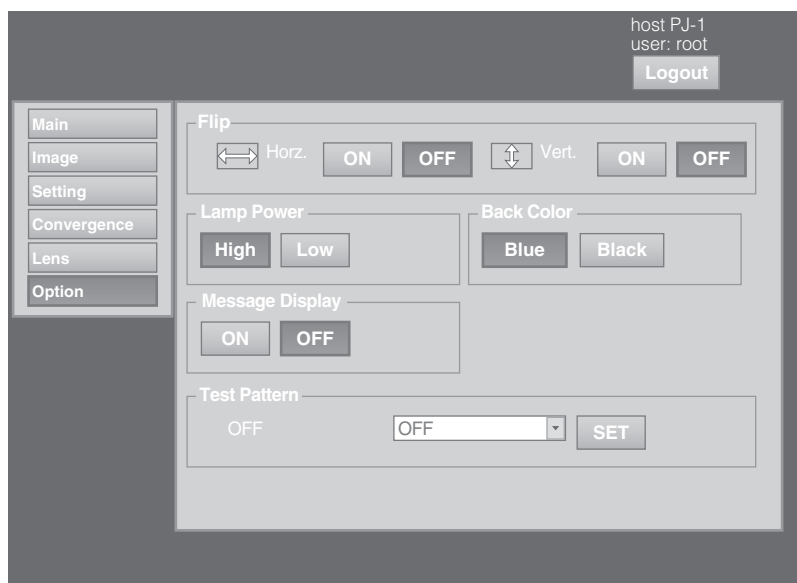 host PJ-1
user: root
Logout
Main
Image
Setting
Convergence
Lens
Option
Flip
Horz. ON OFF Vert. ON OFF
Lamp Power
High Low
Back Color
Blue Black
Message Display
ON OFF
Test Pattern
OFF OFF SET